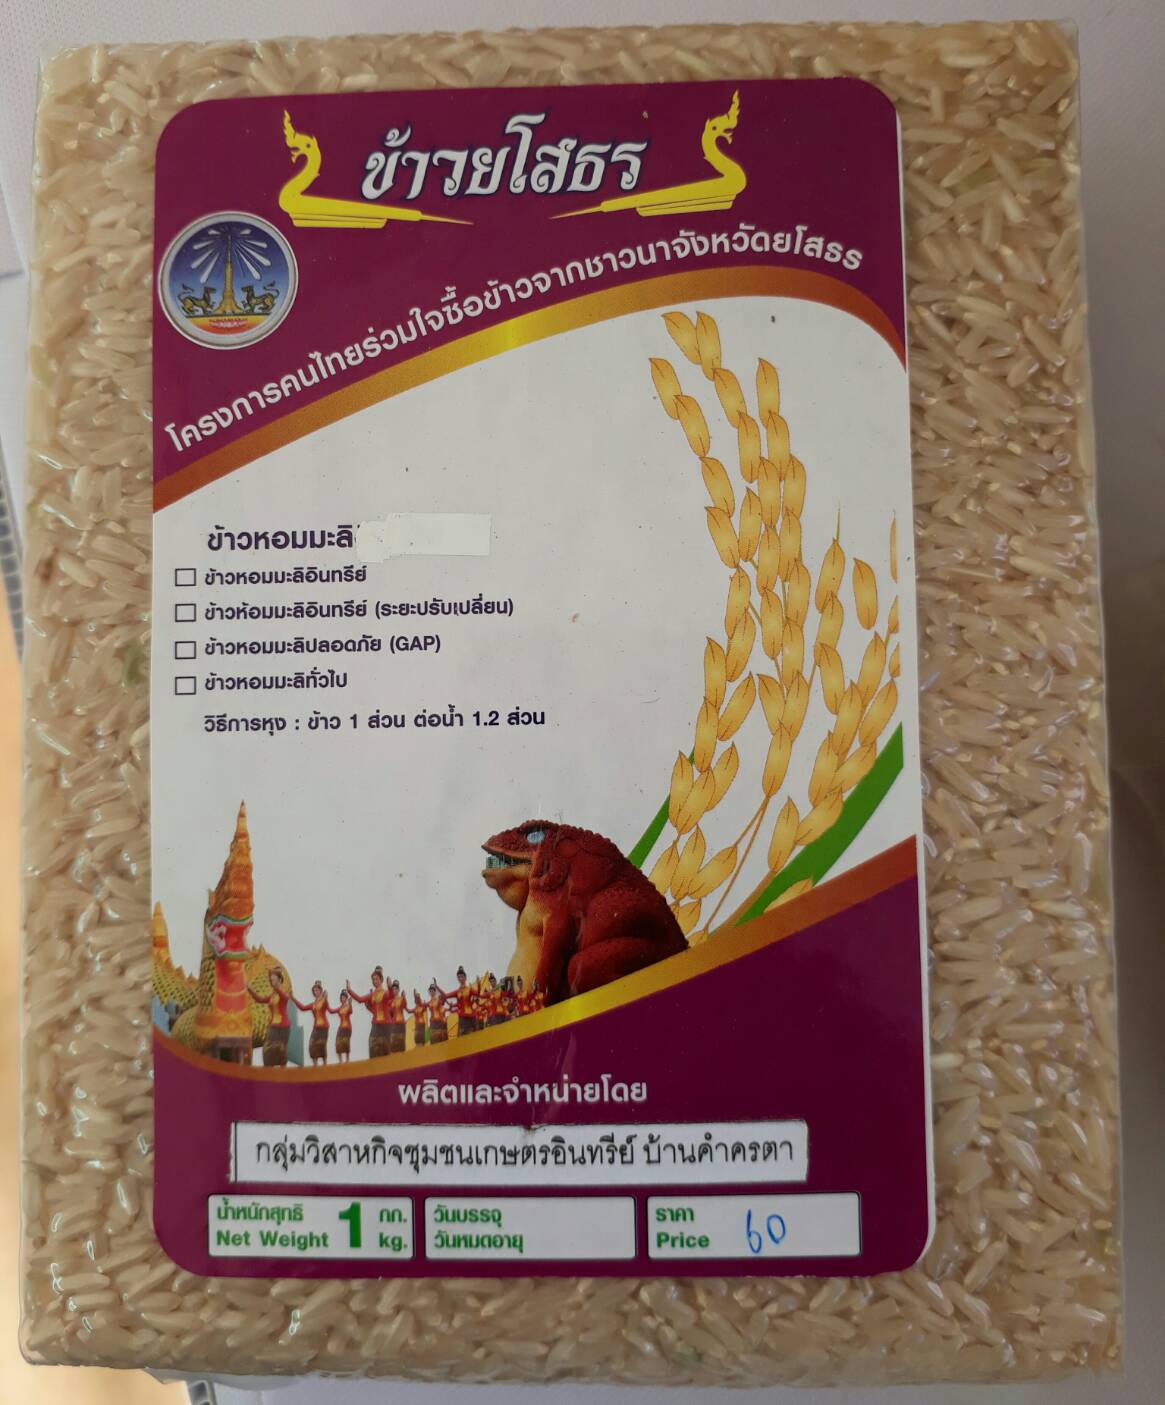 ข้าวยโสธร
โครงการคนไทยร่วมใจซื้อข้าวจากชาวนาจังหวัดยโสธร
ข้าวหอมมะลิ
ข้าวหอมมะลิอินทรีย์
ข้าวห้อมมะลิอินทรีย์ (ระยะปรับเปลี่ยน)
ข้าวหอมมะลิปลอดภัย (GAP)
ข้าวหอมมะลิทั่วไป
วิธีการหุง : ข้าว 1 ส่วน ต่อน้ำ 1.2 ส่วน
ผลิตและจำหน่ายโดย
กลุ่มวิสาหกิจชุมชนเกษตรอินทรีย์ บ้านคำครตา
น้ำหนักสุทธิ 1 กก.
Net Weight kg.
วันบรรจุ
วันหมดอายุ
ราคา
Price 60